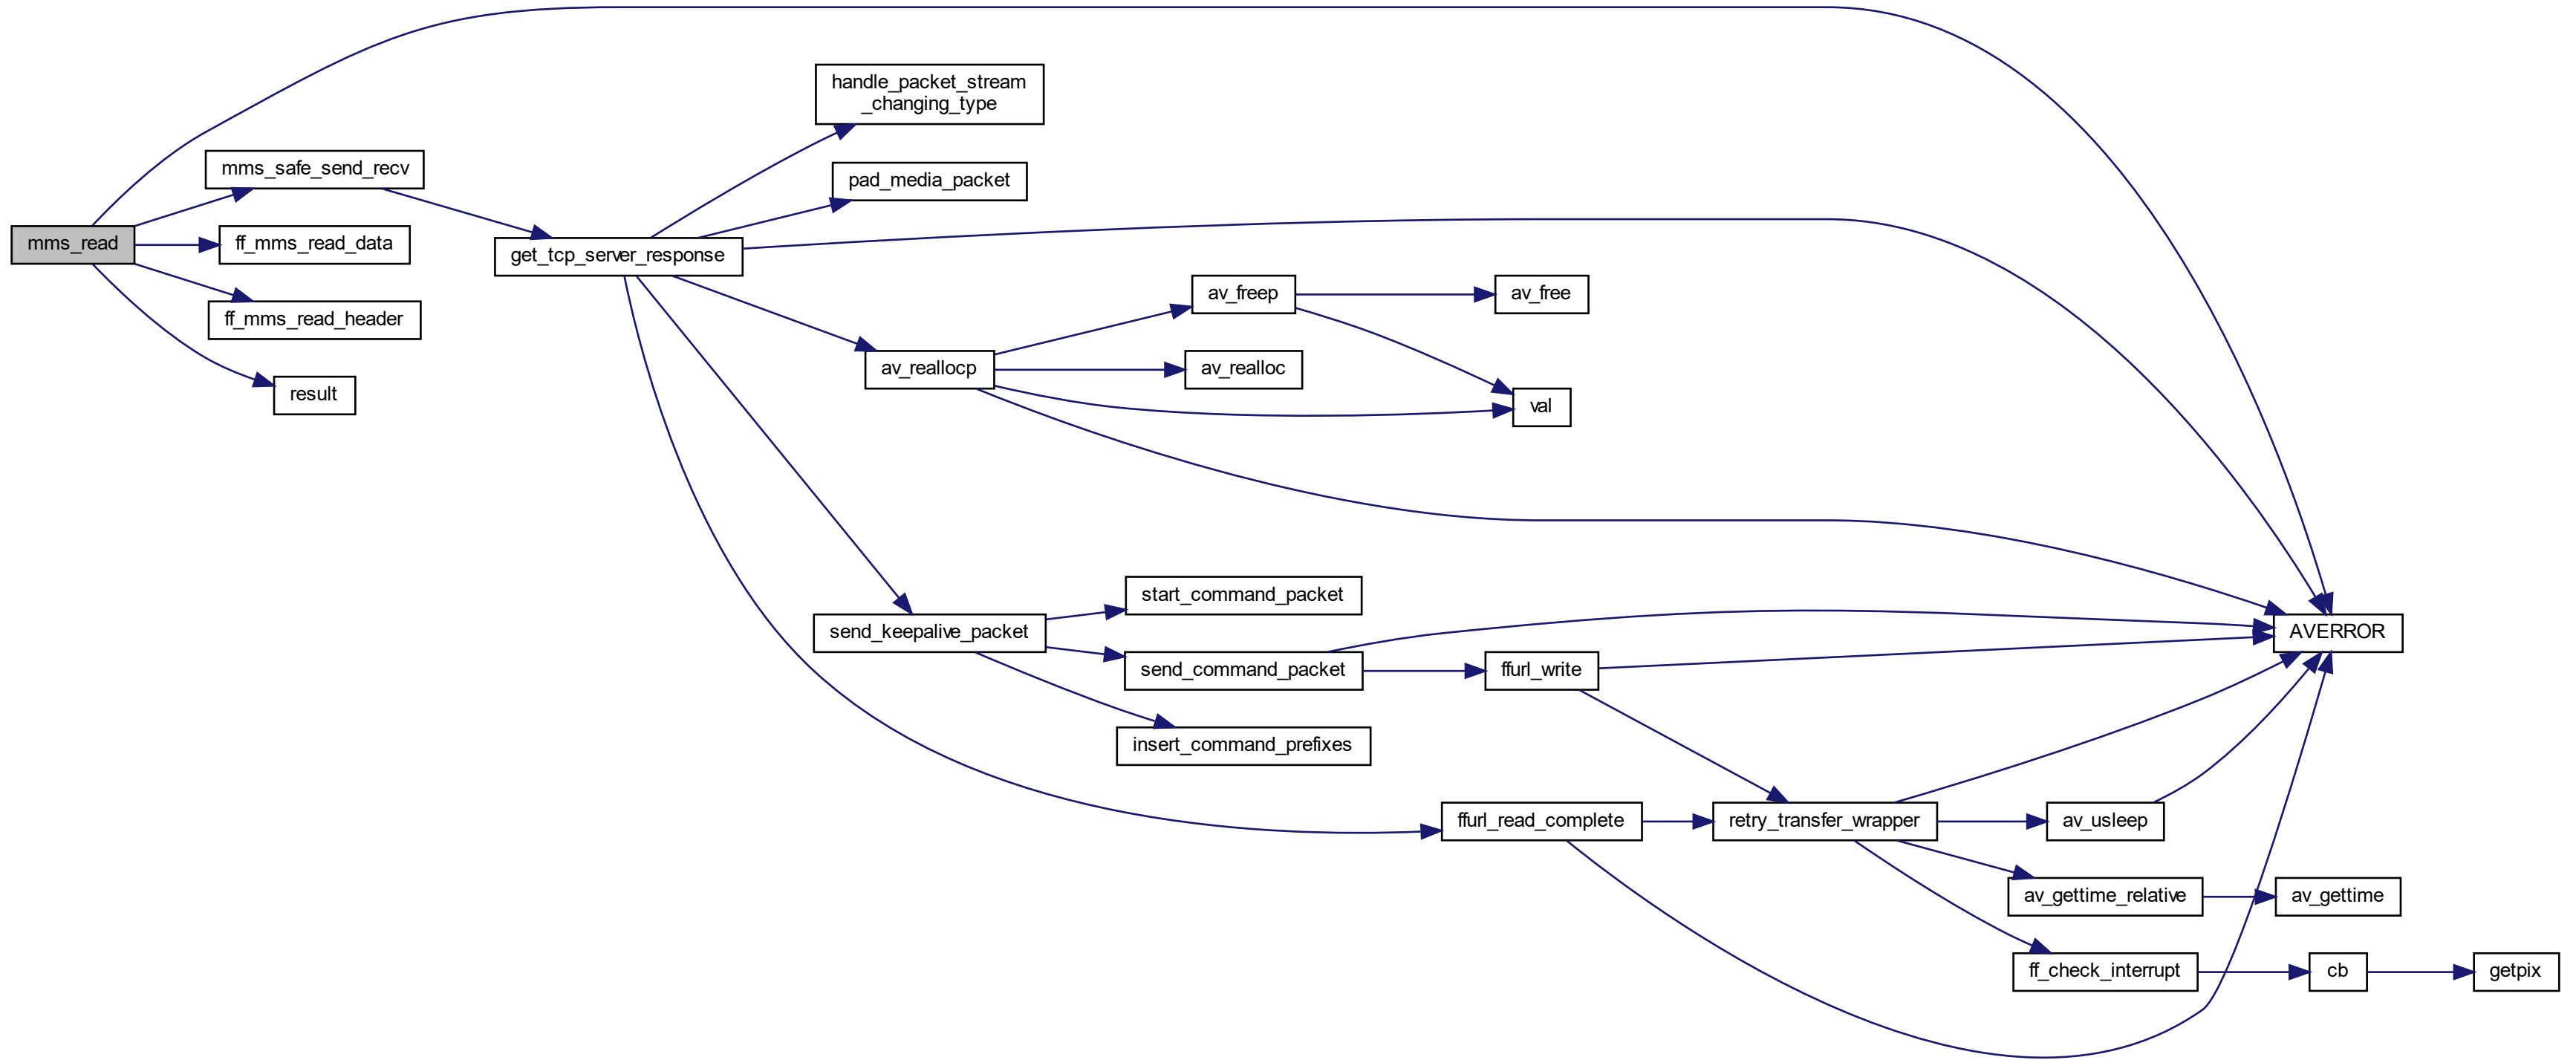 mms_read
mms_safe_send_recv
ff_mms_read_data
ff_mms_read_header
result
get_tcp_server_response
handle_packet_stream
_changing_type
pad_media_packet
av_reallocp
av_freep
av_realloc
av_free
val
send_keepalive_packet
start_command_packet
send_command_packet
insert_command_prefixes
ffurl_write
ffurl_read_complete
retry_transfer_wrapper
AVERROR
av_usleep
av_gettime_relative
av_gettime
ff_check_interrupt
cb
getpix